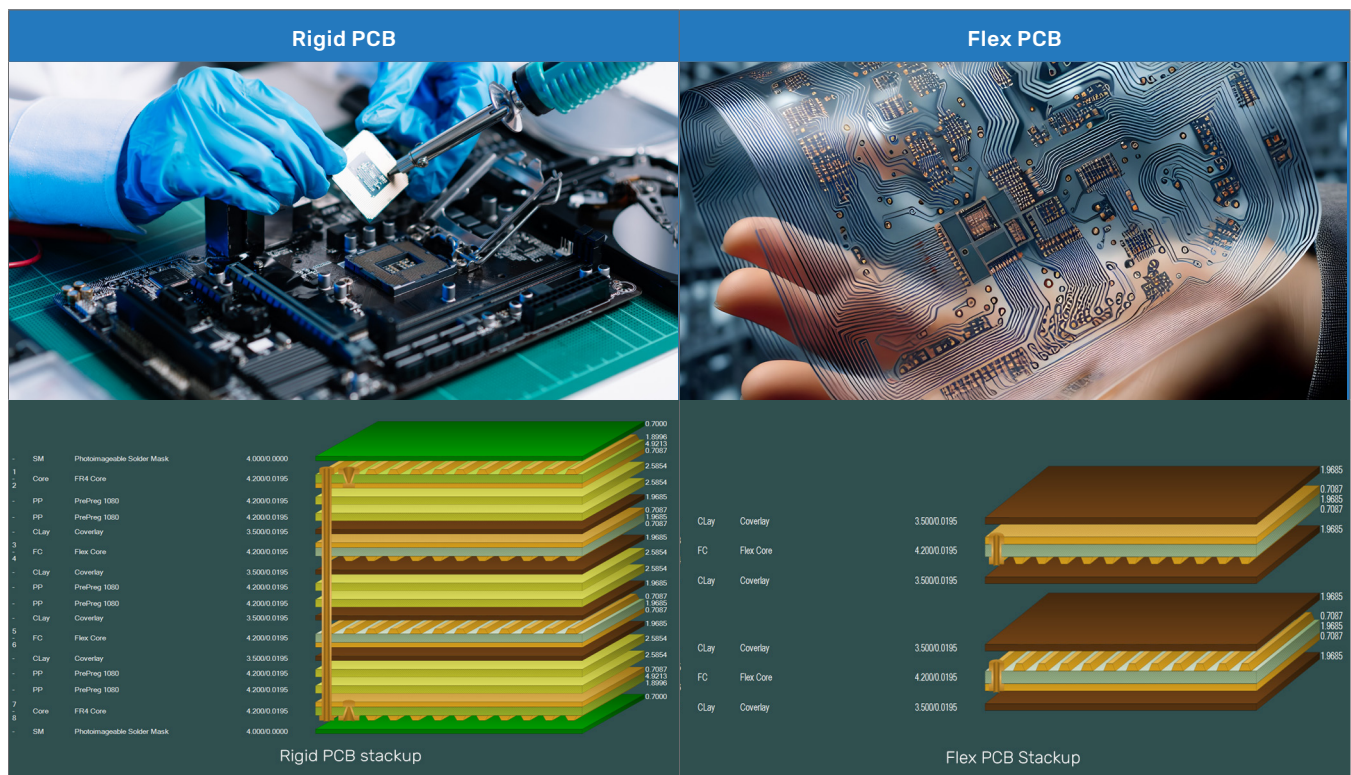 Rigid PCB
Flex PCB
- SM Photoimageable Solder Mask 4.000/0.0000
1
Core FR4 Core 4.200/0.0195
2
- PP PrePreg 1080 4.200/0.0195
- PP PrePreg 1080 4.200/0.0195
- CLay Coverlay 3.500/0.0195
3
FC Flex Core 4.200/0.0195
4
- CLay Coverlay 3.500/0.0195
- PP PrePreg 1080 4.200/0.0195
- PP PrePreg 1080 4.200/0.0195
- CLay Coverlay 3.500/0.0195
5
FC Flex Core 4.200/0.0195
6
- CLay Coverlay 3.500/0.0195
- PP PrePreg 1080 4.200/0.0195
- PP PrePreg 1080 4.200/0.0195
7
Core FR4 Core 4.200/0.0195
8
- SM Photoimageable Solder Mask 4.000/0.0000
0.7000
1.8996
4.9213
0.7087
2.5854
2.5854
1.9685
0.7087
1.9685
0.7087
1.9685
2.5854
2.5854
1.9685
0.7087
1.9685
0.7087
1.9685
2.5854
2.5854
0.7087
4.9213
1.8996
0.7000
Rigid PCB stackup
CLay Coverlay 3.500/0.0195
FC Flex Core 4.200/0.0195
CLay Coverlay 3.500/0.0195
1.9685
0.7087
1.9685
0.7087
1.9685
CLay Coverlay 3.500/0.0195
FC Flex Core 4.200/0.0195
CLay Coverlay 3.500/0.0195
1.9685
0.7087
1.9685
0.7087
1.9685
Flex PCB Stackup